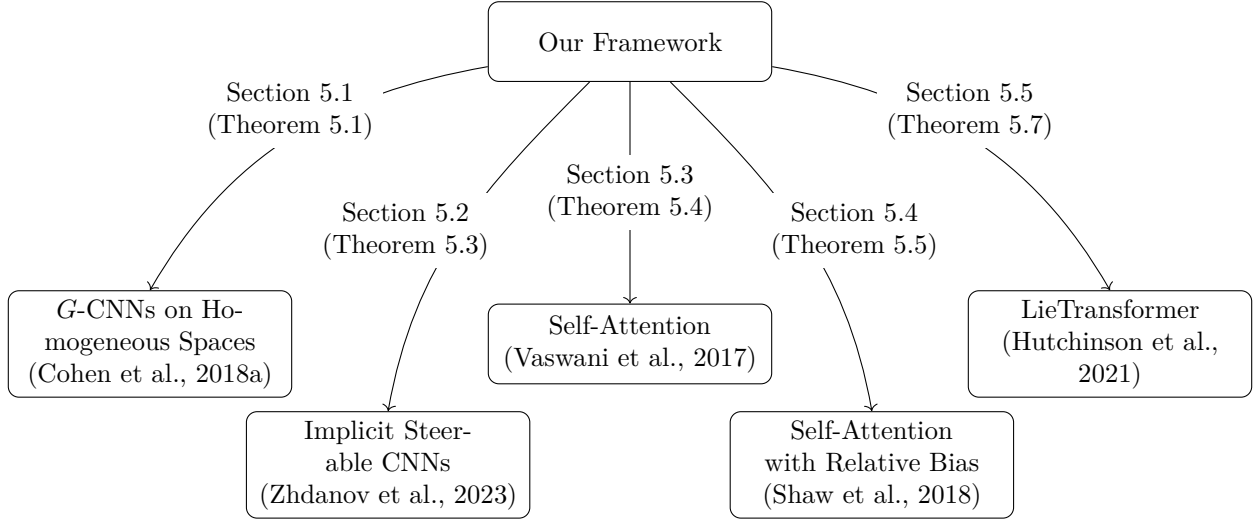 Our Framework
Section 5.1
(Theorem 5.1)
Section 5.2
(Theorem 5.3)
Section 5.3
(Theorem 5.4)
Section 5.4
(Theorem 5.5)
Section 5.5
(Theorem 5.7)
G-CNNs on Ho-
mogeneous Spaces
(Cohen et al., 2018a)
Implicit Steer-
able CNNs
(Zhdanov et al., 2023)
Self-Attention
(Vaswani et al., 2017)
Self-Attention
with Relative Bias
(Shaw et al., 2018)
LieTransformer
(Hutchinson et al.,
2021)